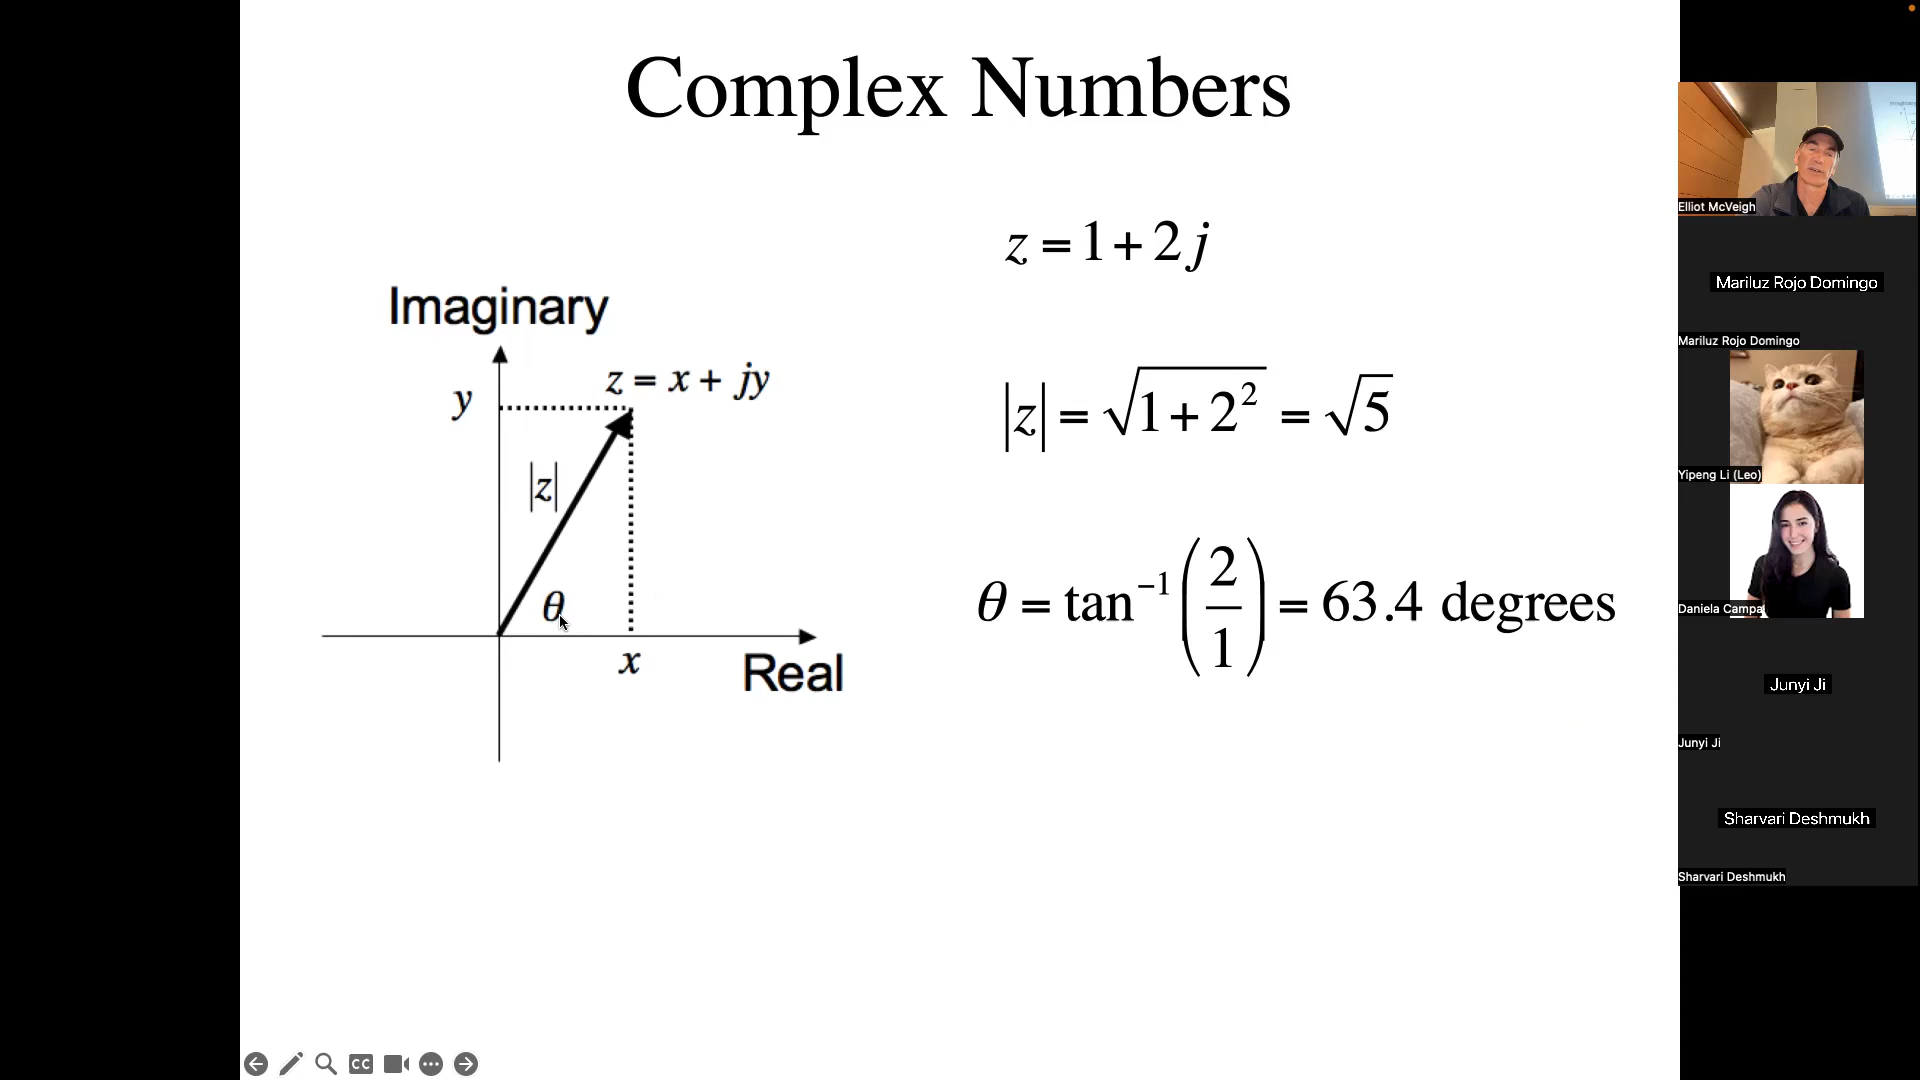 Complex Numbers
z = 1 + 2j
Imaginary
y
z = x + jy
|z| = √(1 + 2²) = √5
|z|
θ
θ = tan⁻¹(2/1) = 63.4 degrees
x
Real
Elliot McVeigh
Mariluz Rojo Domingo
Mariluz Rojo Domingo
Yipeng Li (Leo)
Daniela Campa
Junyi Ji
Junyi Ji
Sharvari Deshmukh
Sharvari Deshmukh
CC